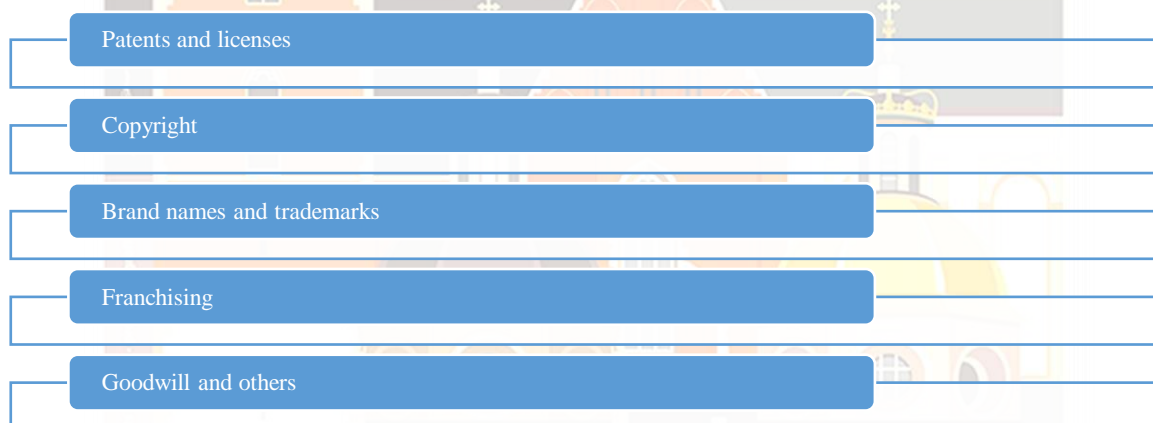 Patents and licenses
Copyright
Brand names and trademarks
Franchising
Goodwill and others